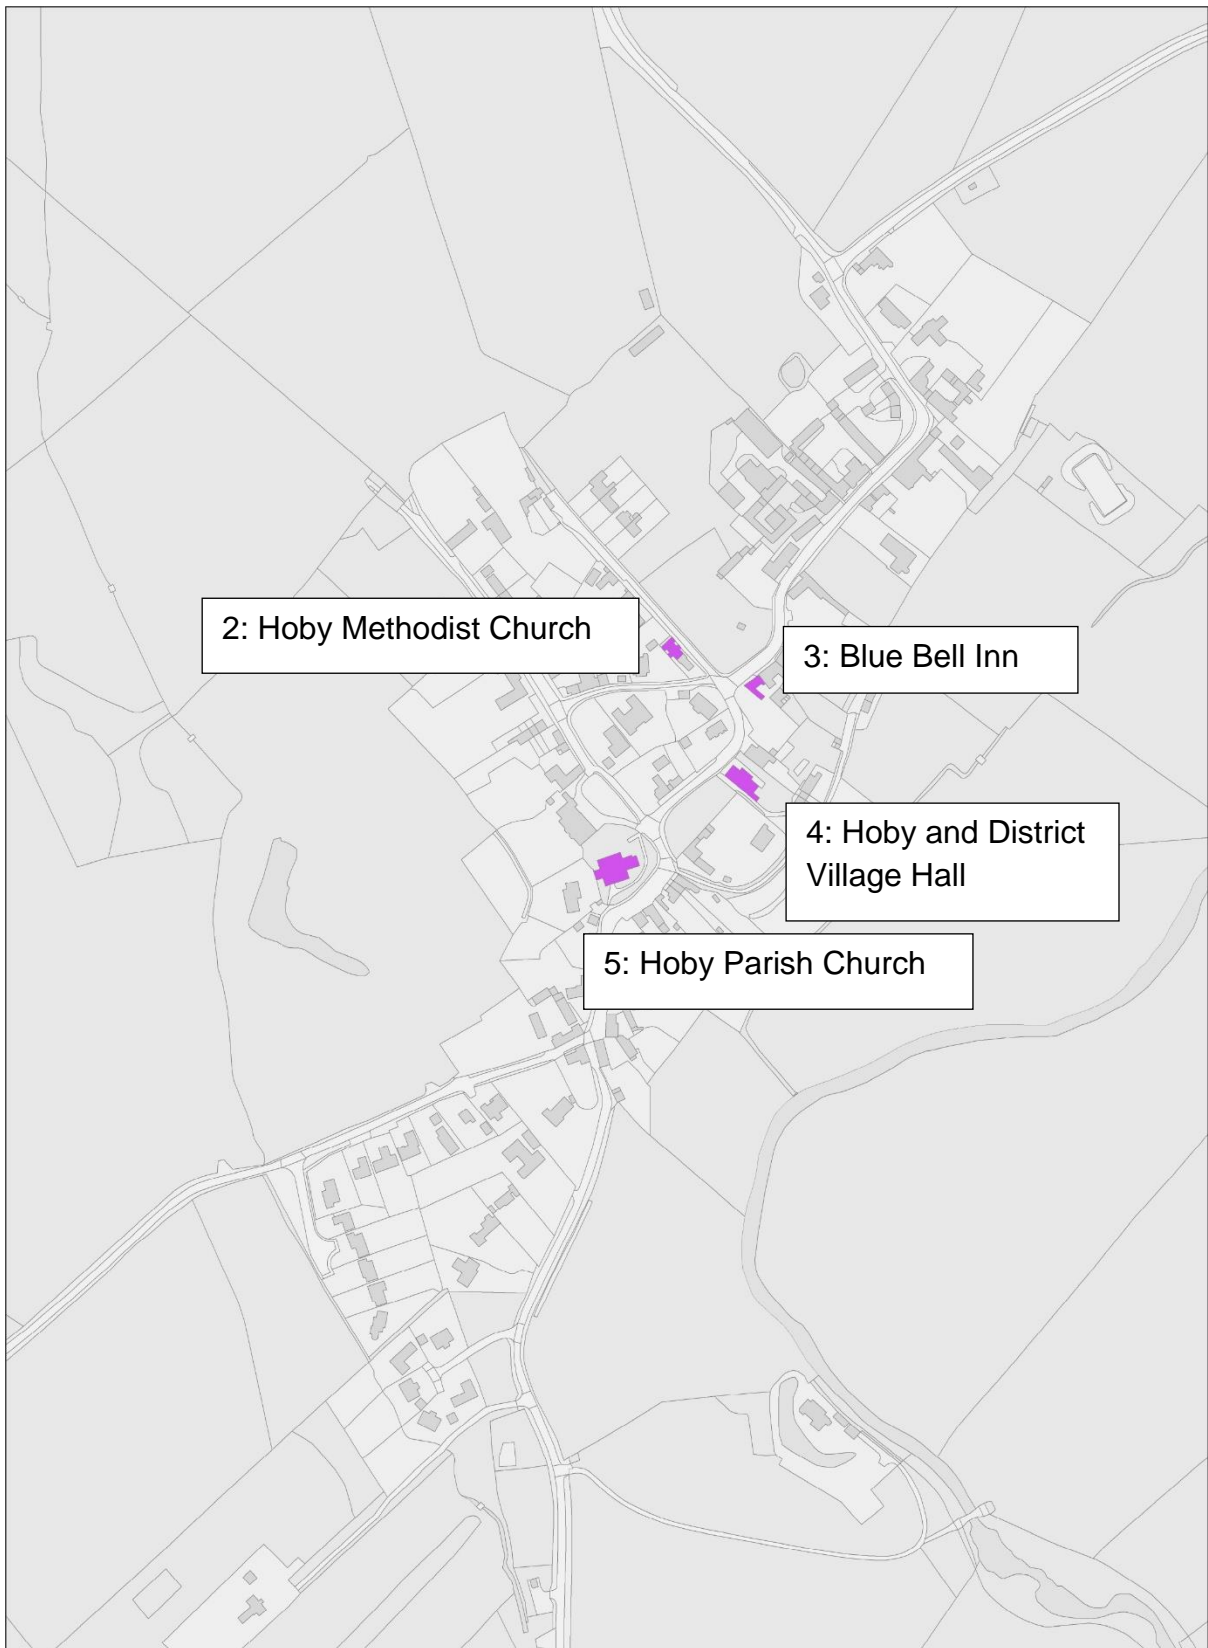 2: Hoby Methodist Church
3: Blue Bell Inn
4: Hoby and District
Village Hall
5: Hoby Parish Church